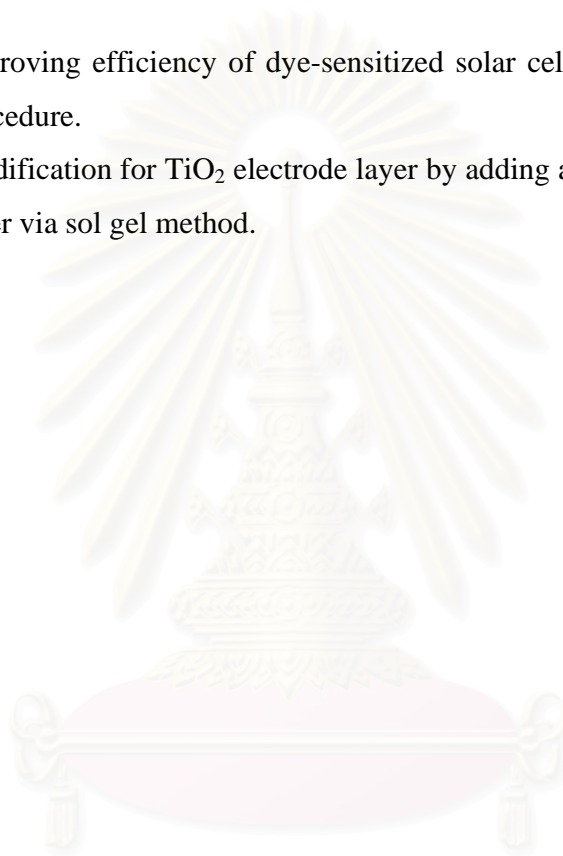 roving efficiency of dye-sensitized solar cel
cedure.
dification for TiO₂ electrode layer by adding a
er via sol gel method.